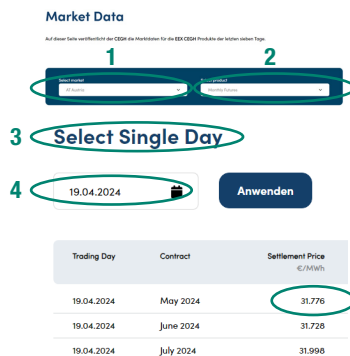 Market Data
Auf dieser Seite veröffentlicht der CEGH die Marktdaten für die EEX CEGH Produkte der letzten sieben Tage.
1 2
Select market Select product
AT Austria Monthly Futures
3 Select Single Day
4 19.04.2024 Anwenden
Trading Day Contract Settlement Price
€/MWh
19.04.2024 May 2024 31.776
19.04.2024 June 2024 31.728
19.04.2024 July 2024 31.998